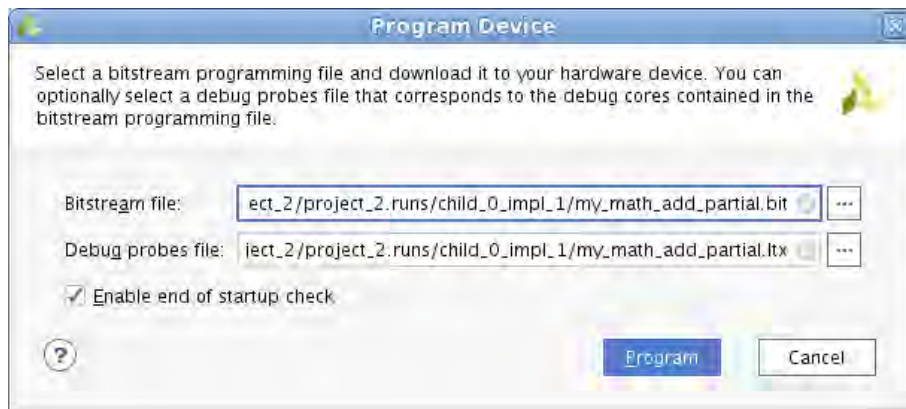 Program Device
Select a bitstream programming file and download it to your hardware device. You can
optionally select a debug probes file that corresponds to the debug cores contained in the
bitstream programming file.
Bitstream file: ect_2/project_2.runs/child_0_impl_1/my_math_add_partial.bit ...
Debug probes file: ject_2/project_2.runs/child_0_impl_1/my_math_add_partial.ltx ...
Enable end of startup check
? Program Cancel